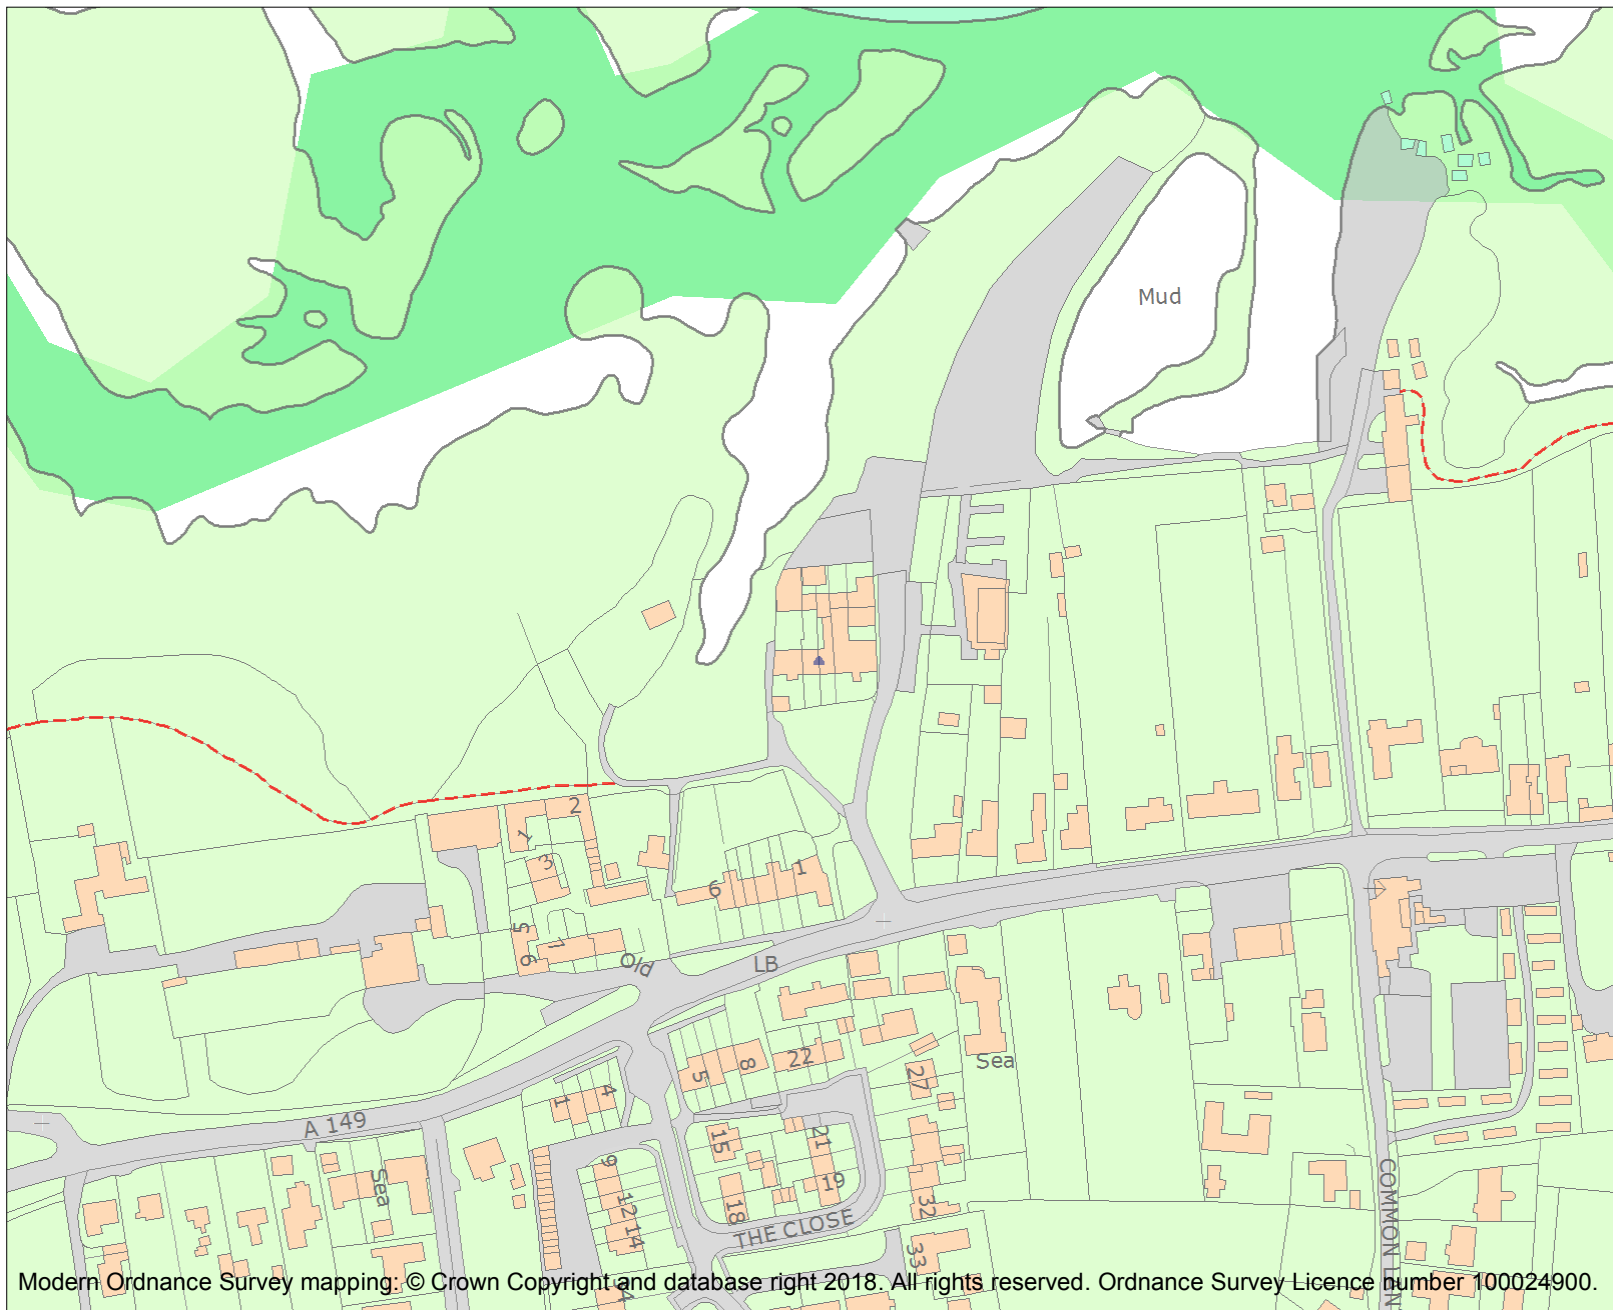 Mud
2
1
3
6
1
5
7
6
Old
LB
Sea
5
8
22
27
1
4
A 149
15
21
9
Sea
12
14
19
18
32
THE CLOSE
33
COMMON LN
Modern Ordnance Survey mapping: © Crown Copyright and database right 2018. All rights reserved. Ordnance Survey Licence number 100024900.